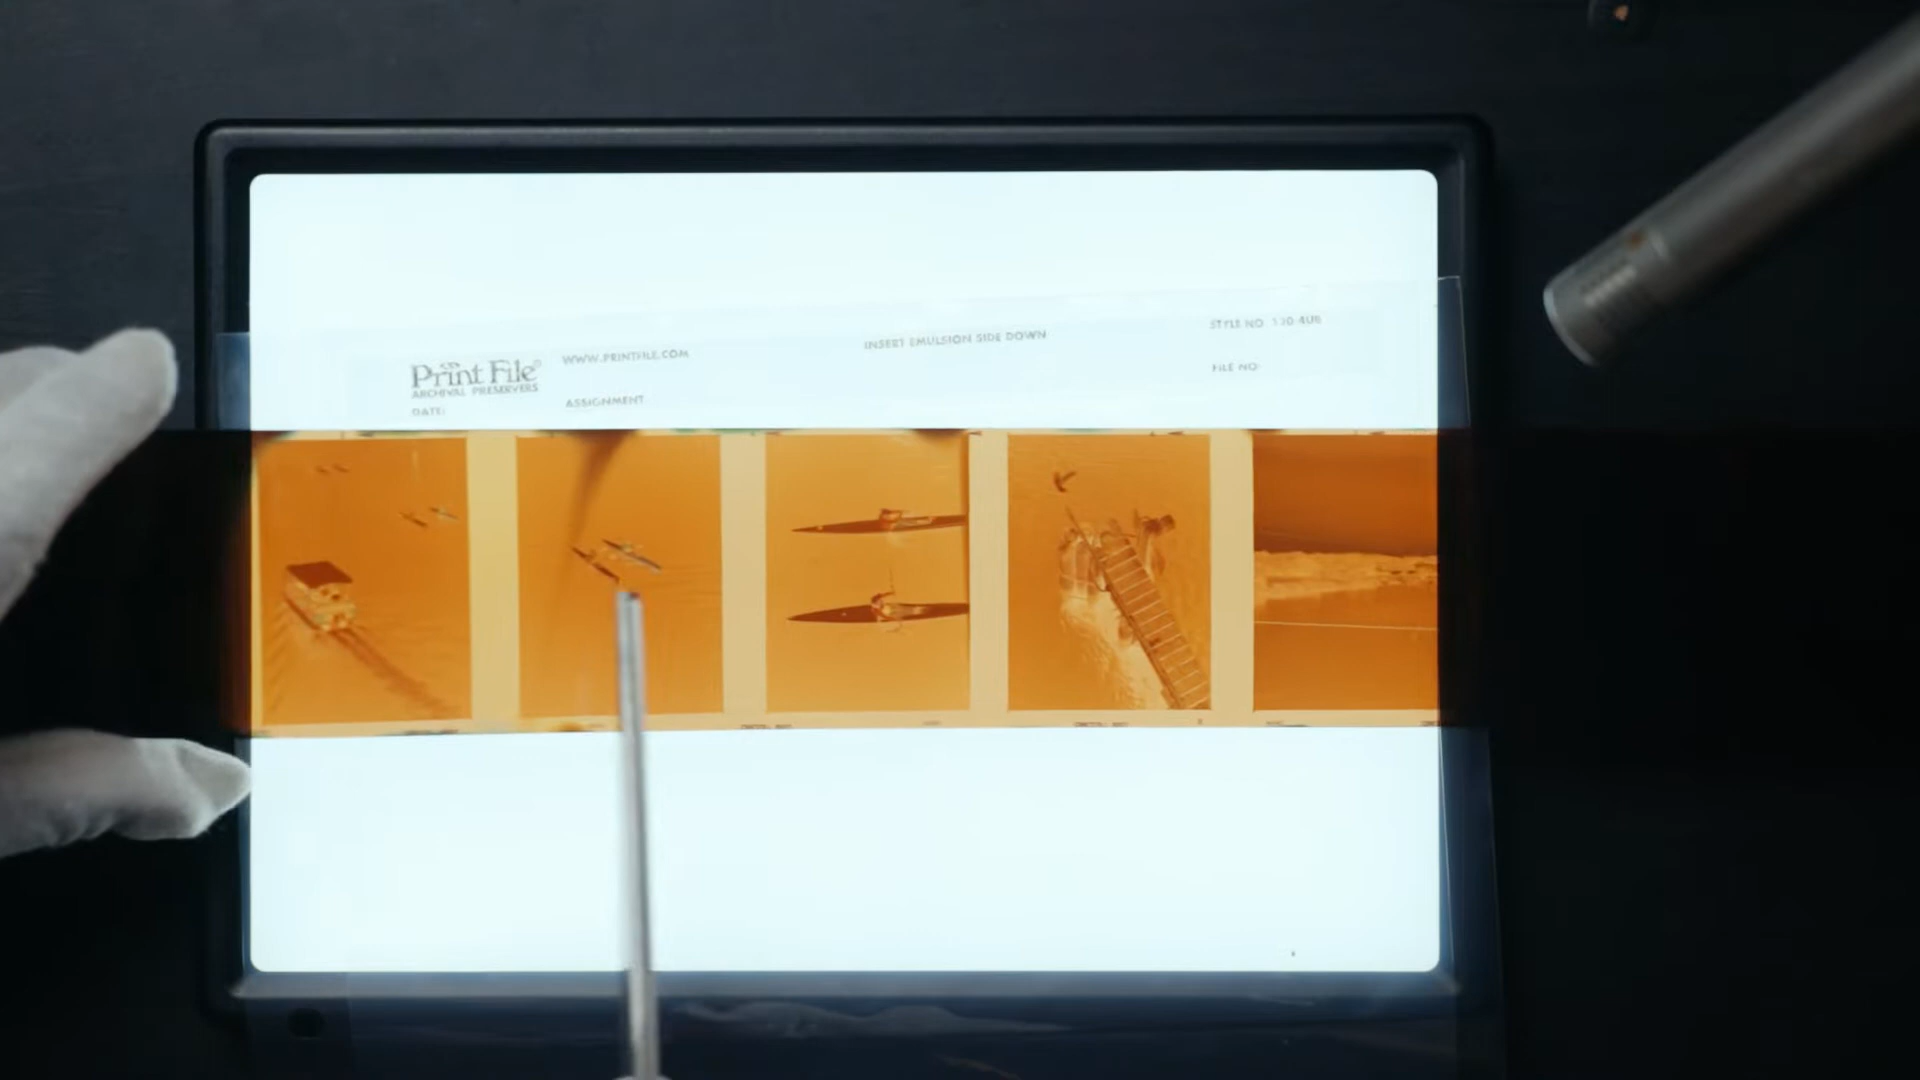 Print File®
ARCHIVAL PRESERVERS
DATE:
WWW.PRINTFILE.COM
ASSIGNMENT
INSERT EMULSION SIDE DOWN
STYLE NO. 120-4UB
FILE NO: